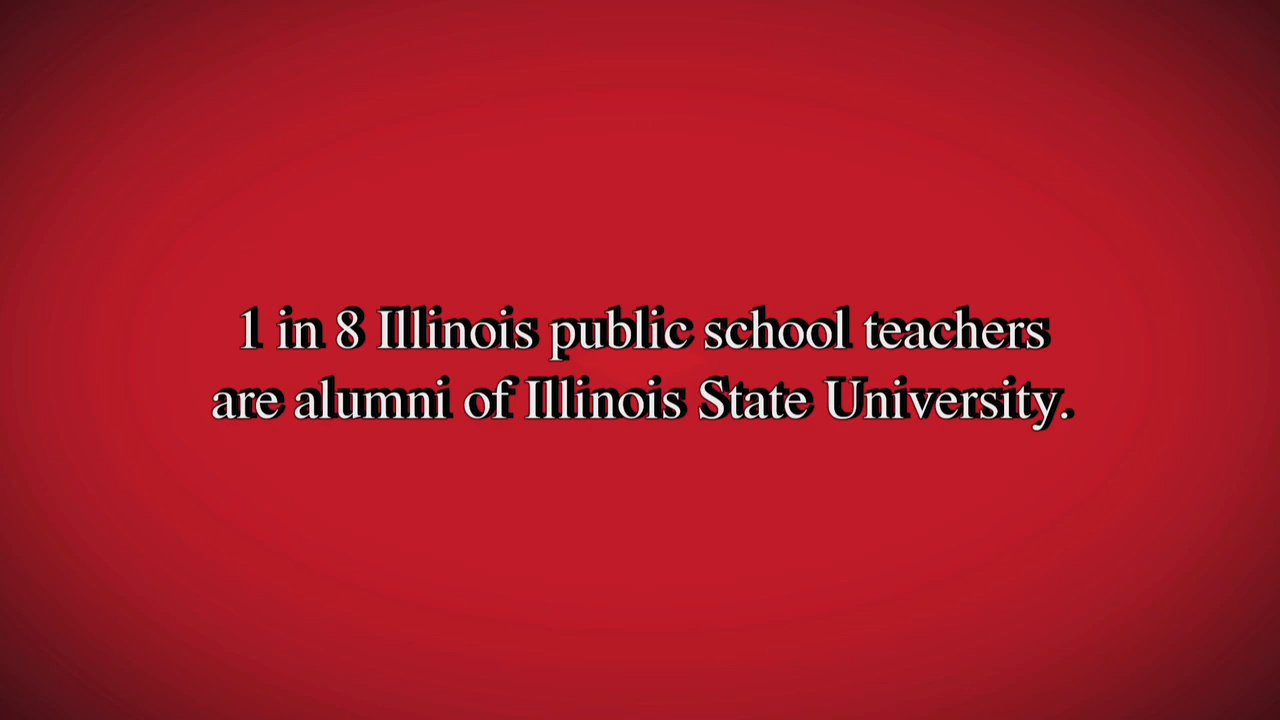 1 in 8 Illinois public school teachers
are alumni of Illinois State University.